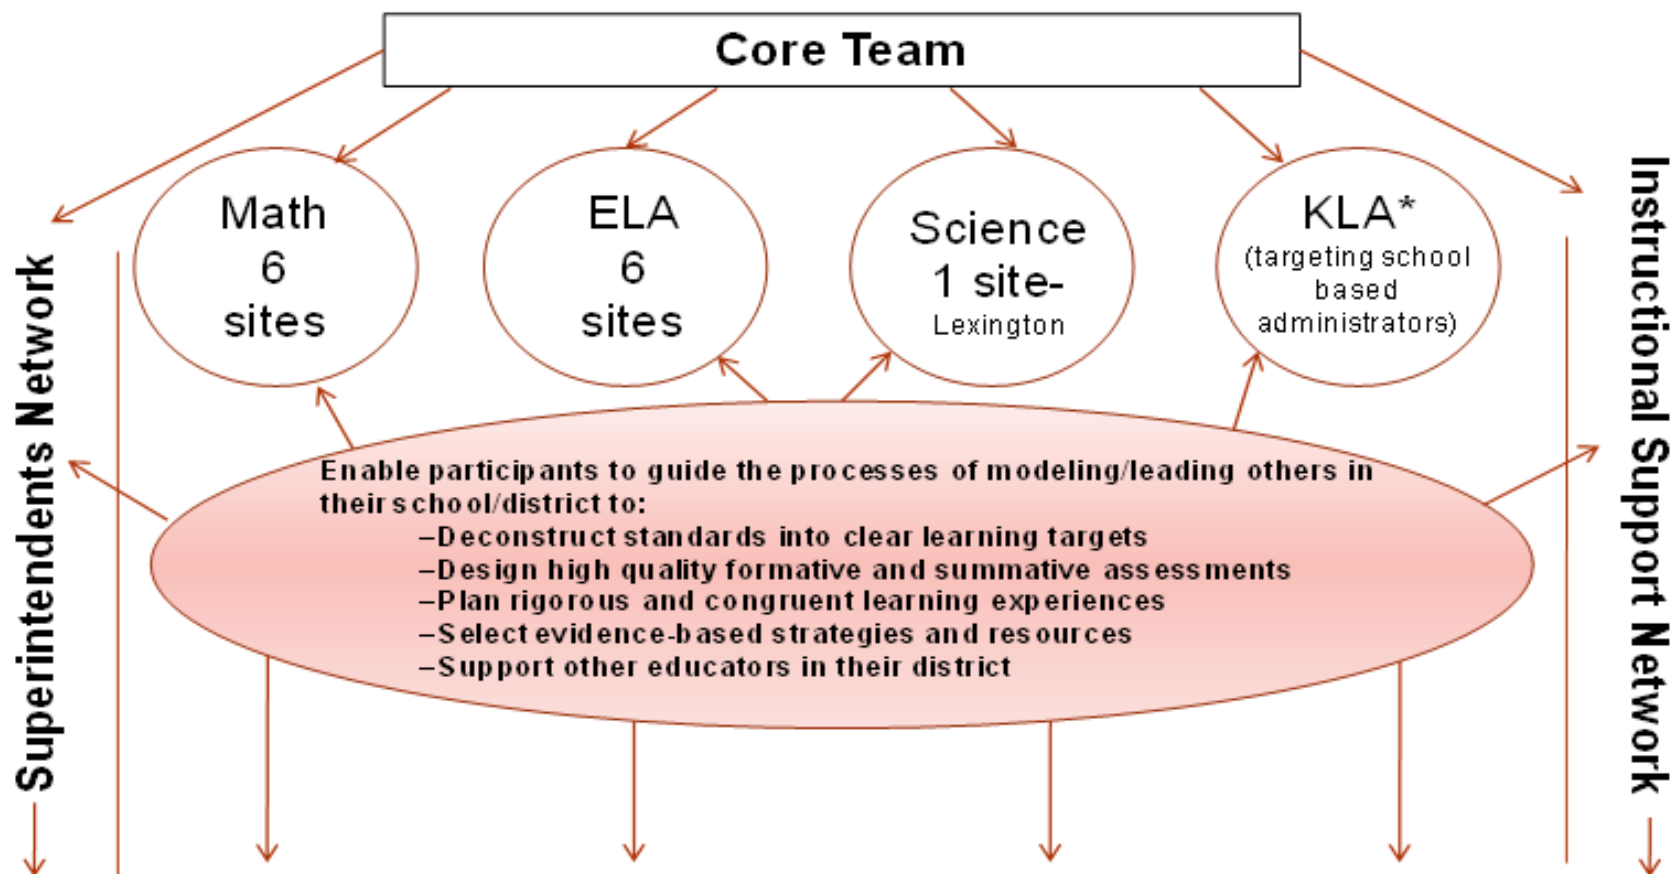 Core Team
Math
6
sites
ELA
6
sites
Science
1 site-
Lexington
KLA*
(targeting school
based
administrators)
Superintendents Network
Instructional Support Network
Enable participants to guide the processes of modeling/leading others in
their school/district to:
–Deconstruct standards into clear learning targets
–Design high quality formative and summative assessments
–Plan rigorous and congruent learning experiences
–Select evidence-based strategies and resources
–Support other educators in their district